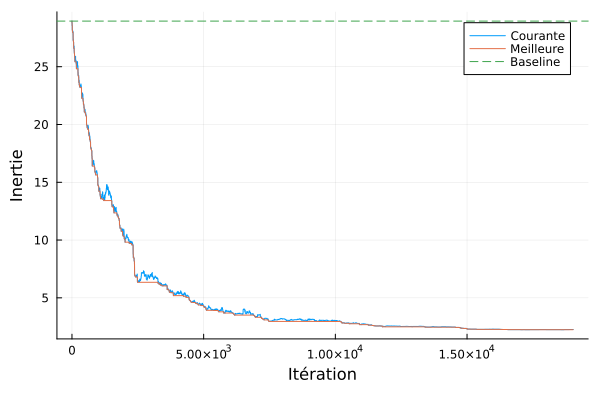 Courante
Meilleure
Baseline
25
20
15
10
5
Inertie
0
5.00×10³
1.00×10⁴
1.50×10⁴
Itération